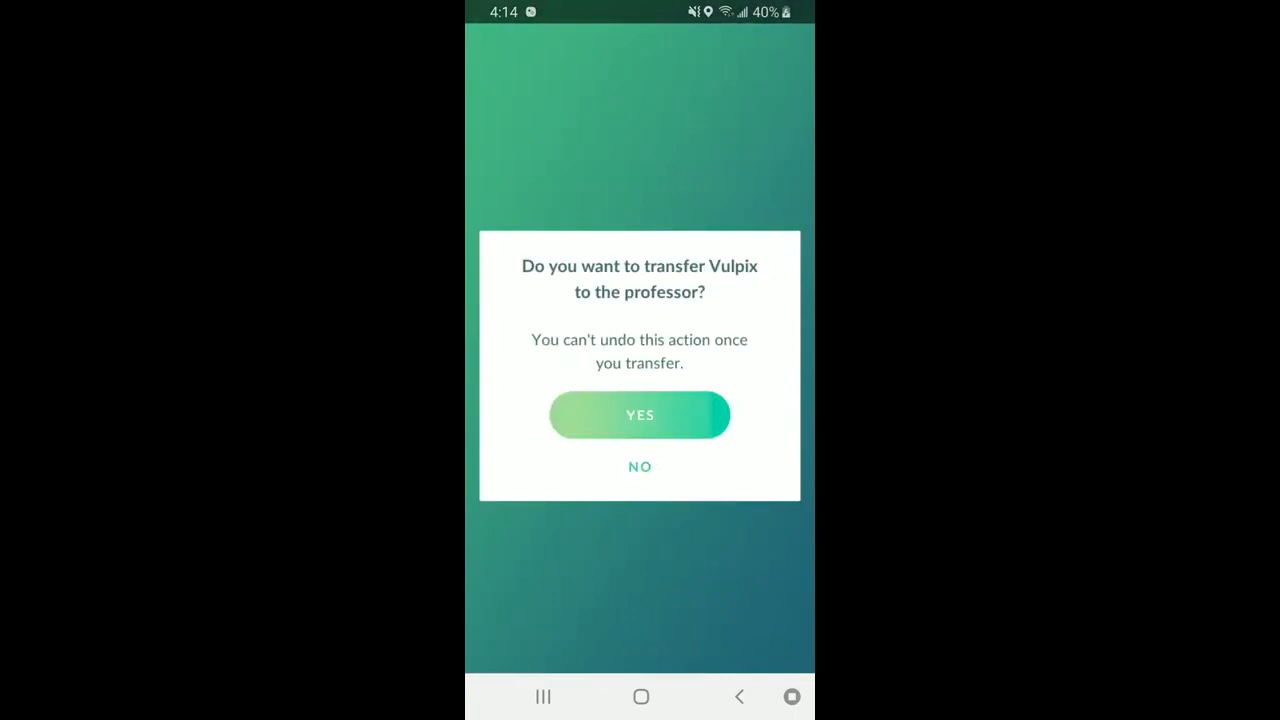 4:14
40%
Do you want to transfer Vulpix
to the professor?
You can't undo this action once
you transfer.
YES
NO